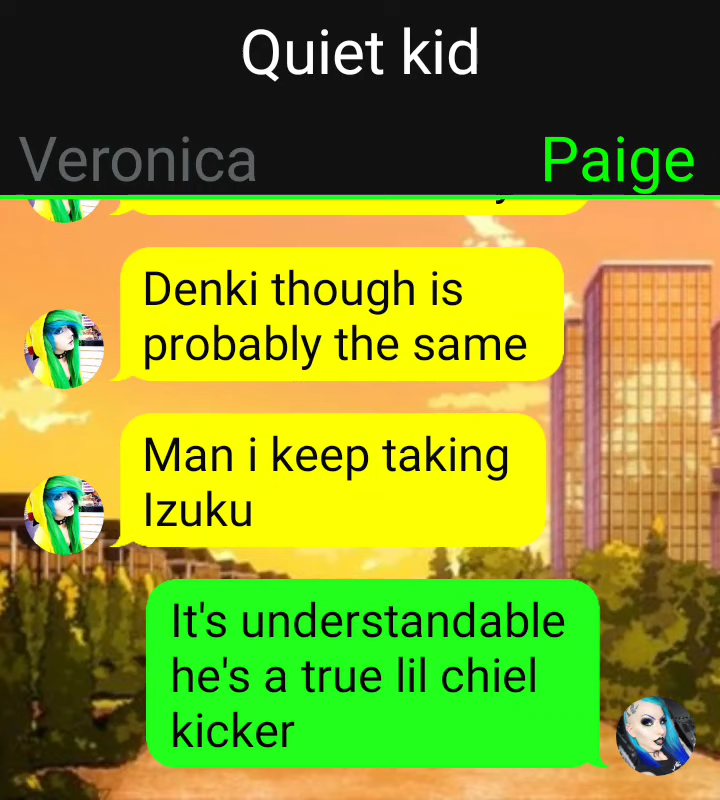 Quiet kid
Veronica
Paige
Denki though is
probably the same
Man i keep taking
Izuku
It's understandable
he's a true lil chiel
kicker